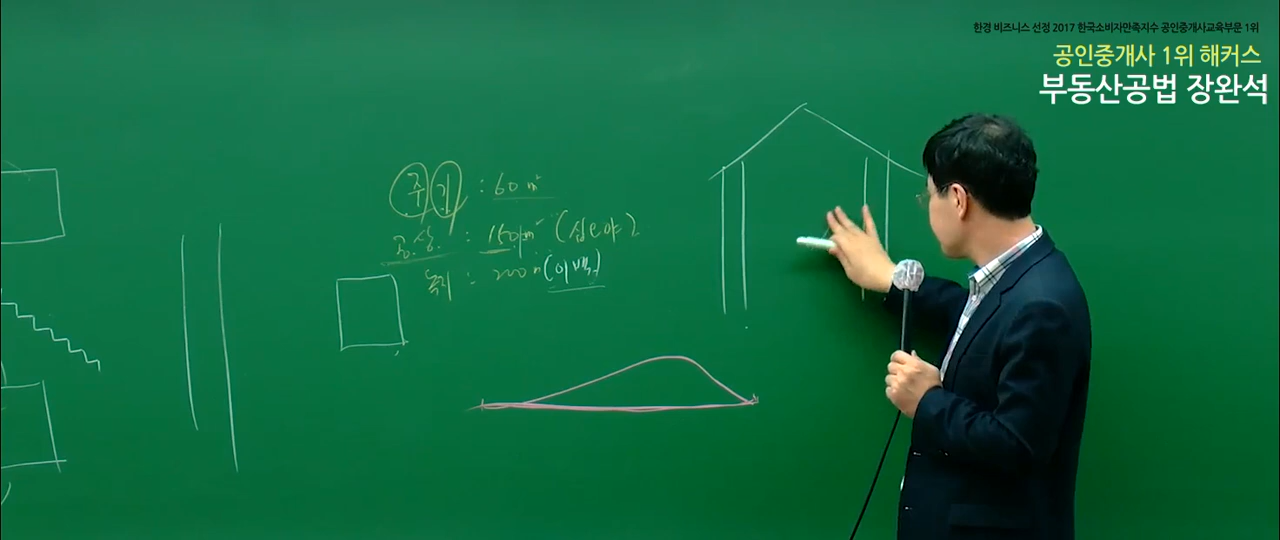 한경 비즈니스 선정 2017 한국소비자만족지수 공인중개사교육부문 1위
공인중개사 1위 해커스
부동산공법 장완석
주 기 : 60㎡
공상 : 150㎡ (십오야)
녹지 : 200㎡ (이백)